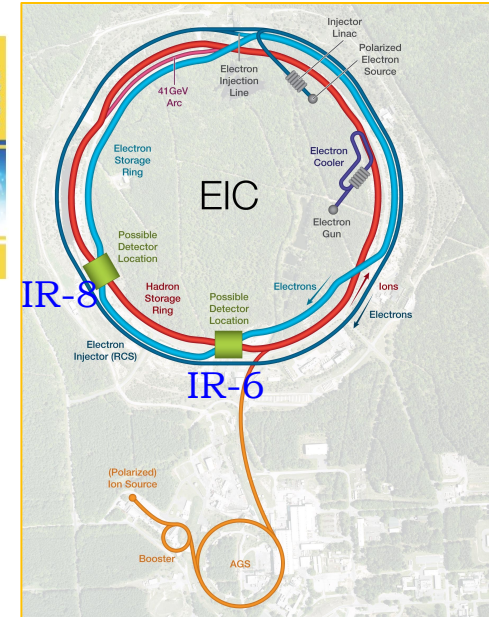 Injector
Linac
Polarized
Electron
Source
Electron
Injection
Line
41GeV
Arc
Electron
Storage
Ring
Electron
Cooler
EIC
Electron
Gun
Possible
Detector
Location
IR-8
Hadron
Storage
Ring
Possible
Detector
Location
Electrons
Ions
Electrons
Electron
Injector (RCS)
IR-6
(Polarized)
Ion Source
Booster
AGS